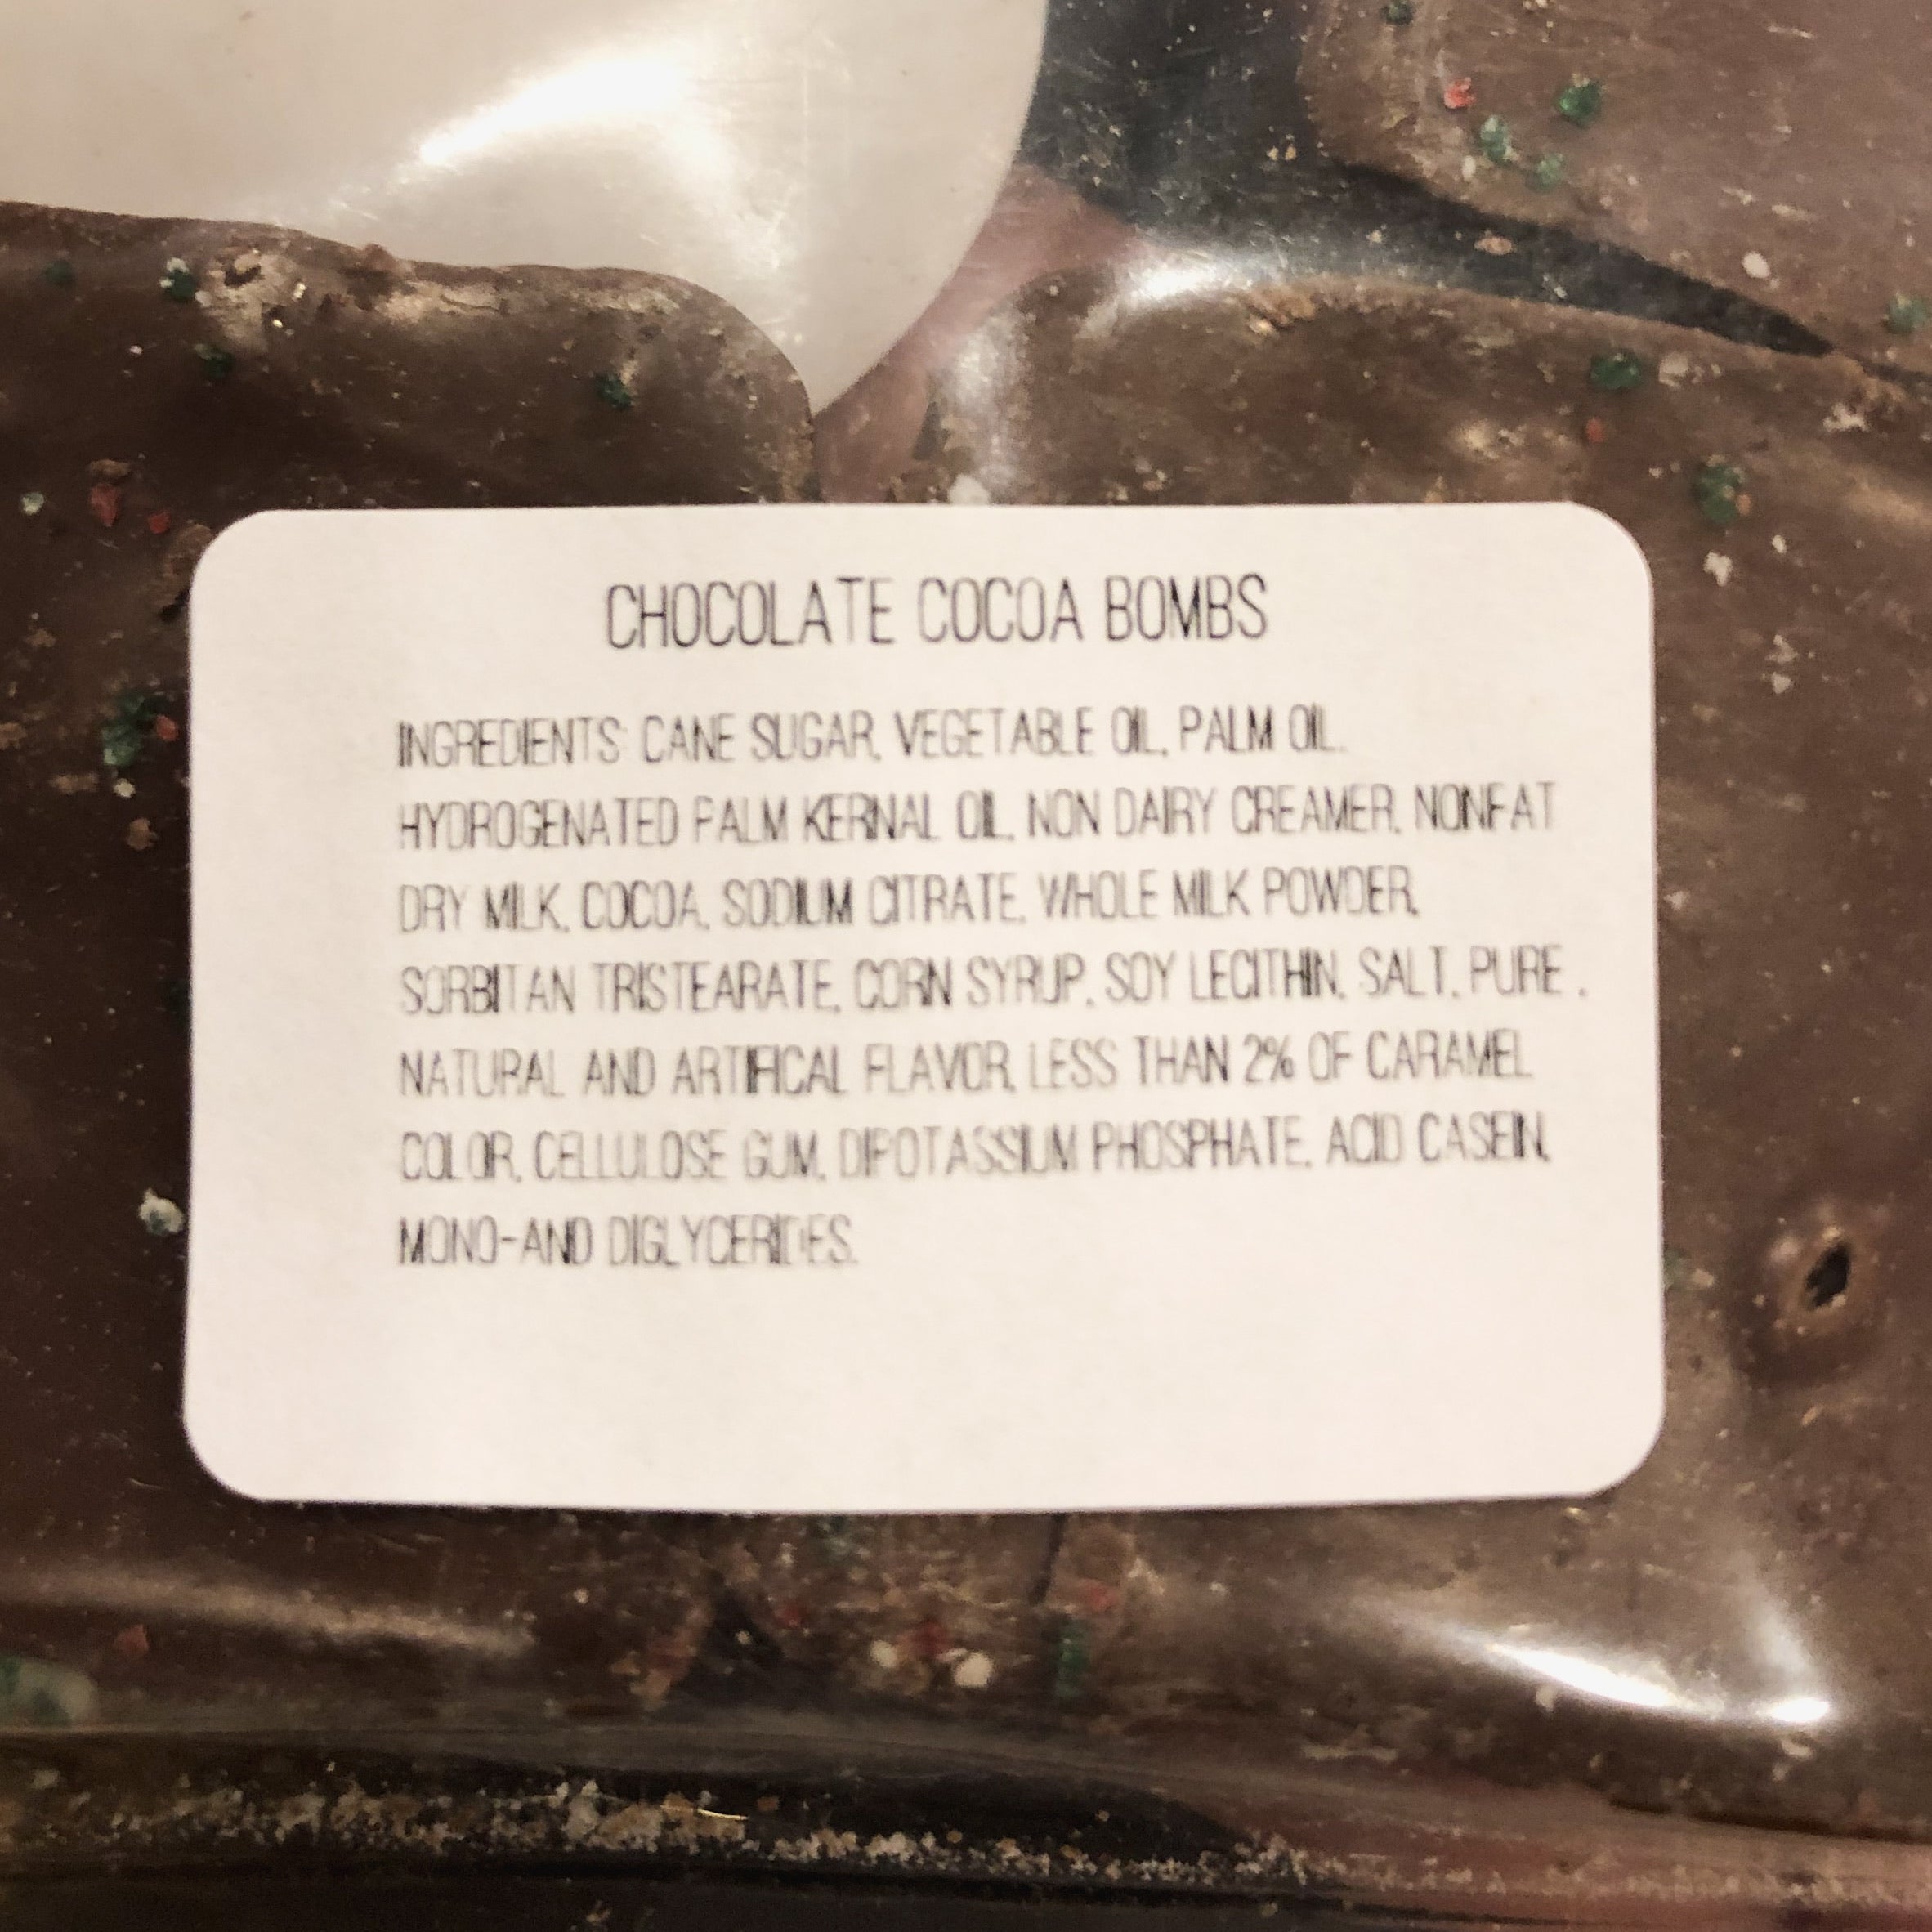 CHOCOLATE COCOA BOMBS
INGREDIENTS: CANE SUGAR, VEGETABLE OIL, PALM OIL.
HYDROGENATED PALM KERNAL OIL, NON DAIRY CREAMER, NONFAT
DRY MILK, COCOA, SODIUM CITRATE, WHOLE MILK POWDER,
SORBITAN TRISTEARATE, CORN SYRUP, SOY LECITHIN, SALT, PURE .
NATURAL AND ARTIFICAL FLAVOR, LESS THAN 2% OF CARAMEL
COLOR, CELLULOSE GUM, DIPOTASSIUM PHOSPHATE, ACID CASEIN,
MONO-AND DIGLYCERIDES.